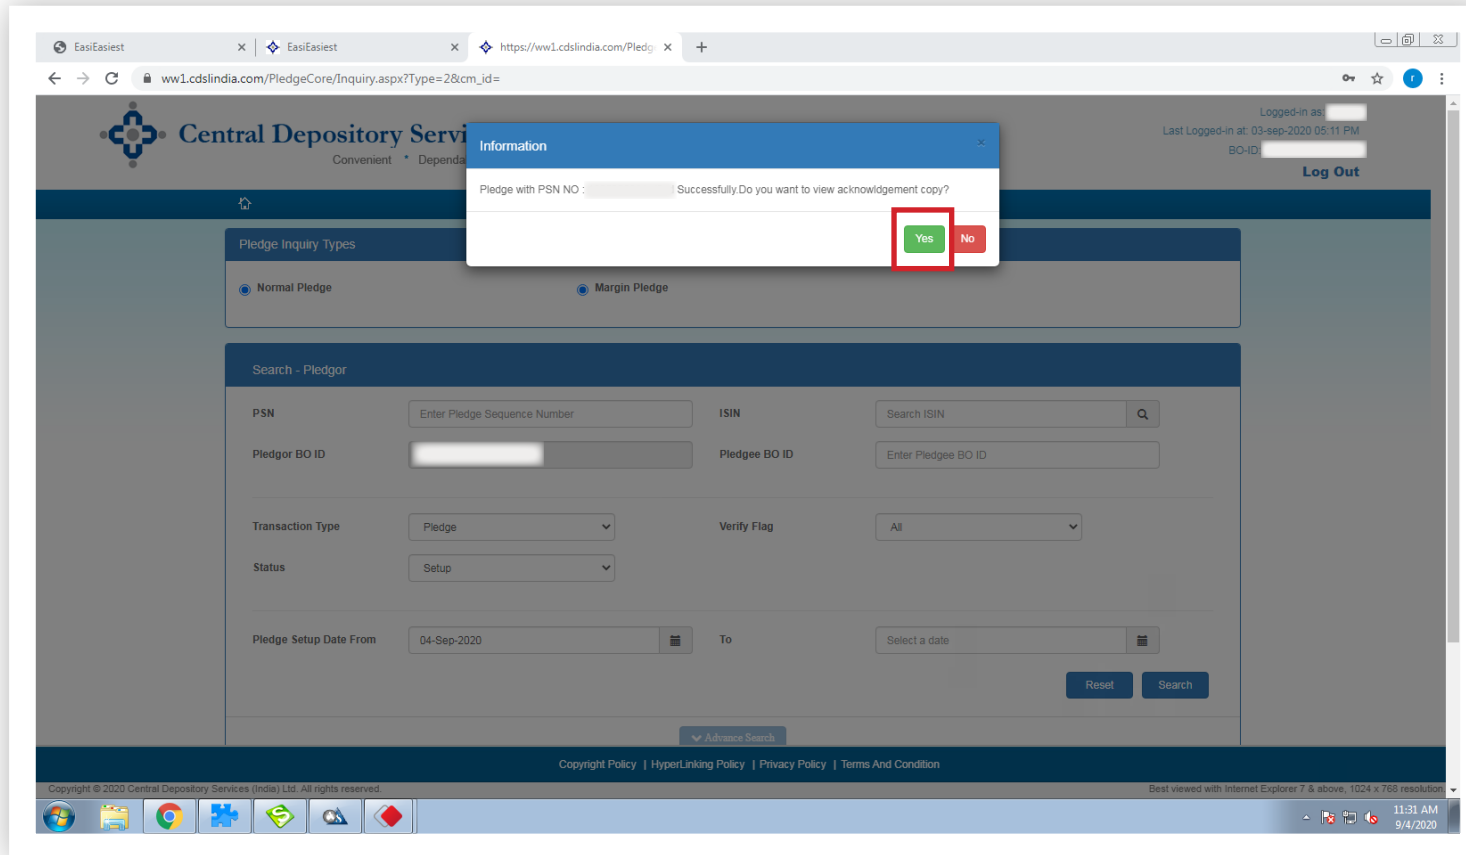 EasiEasiest
EasiEasiest
https://ww1.cdslindia.com/Pledg
ww1.cdslindia.com/PledgeCore/Inquiry.aspx?Type=2&cm_id=
r
Central Depository Servi
Convenient * Dependa
Logged-in as:
Last Logged-in at: 03-sep-2020 05:11 PM
BO-ID:
Log Out
Information
×
Pledge with PSN NO : Successfully.Do you want to view acknowldgement copy?
Yes No
Pledge Inquiry Types
Normal Pledge Margin Pledge
Search - Pledgor
PSN Enter Pledge Sequence Number ISIN Search ISIN
Pledgor BO ID Pledgee BO ID Enter Pledgee BO ID
Transaction Type Pledge Verify Flag All
Status Setup
Pledge Setup Date From 04-Sep-2020 To Select a date
Reset Search
Advance Search
Copyright Policy | HyperLinking Policy | Privacy Policy | Terms And Condition
Copyright © 2020 Central Depository Services (India) Ltd. All rights reserved. Best viewed with Internet Explorer 7 & above, 1024 x 768 resolution.
11:31 AM
9/4/2020